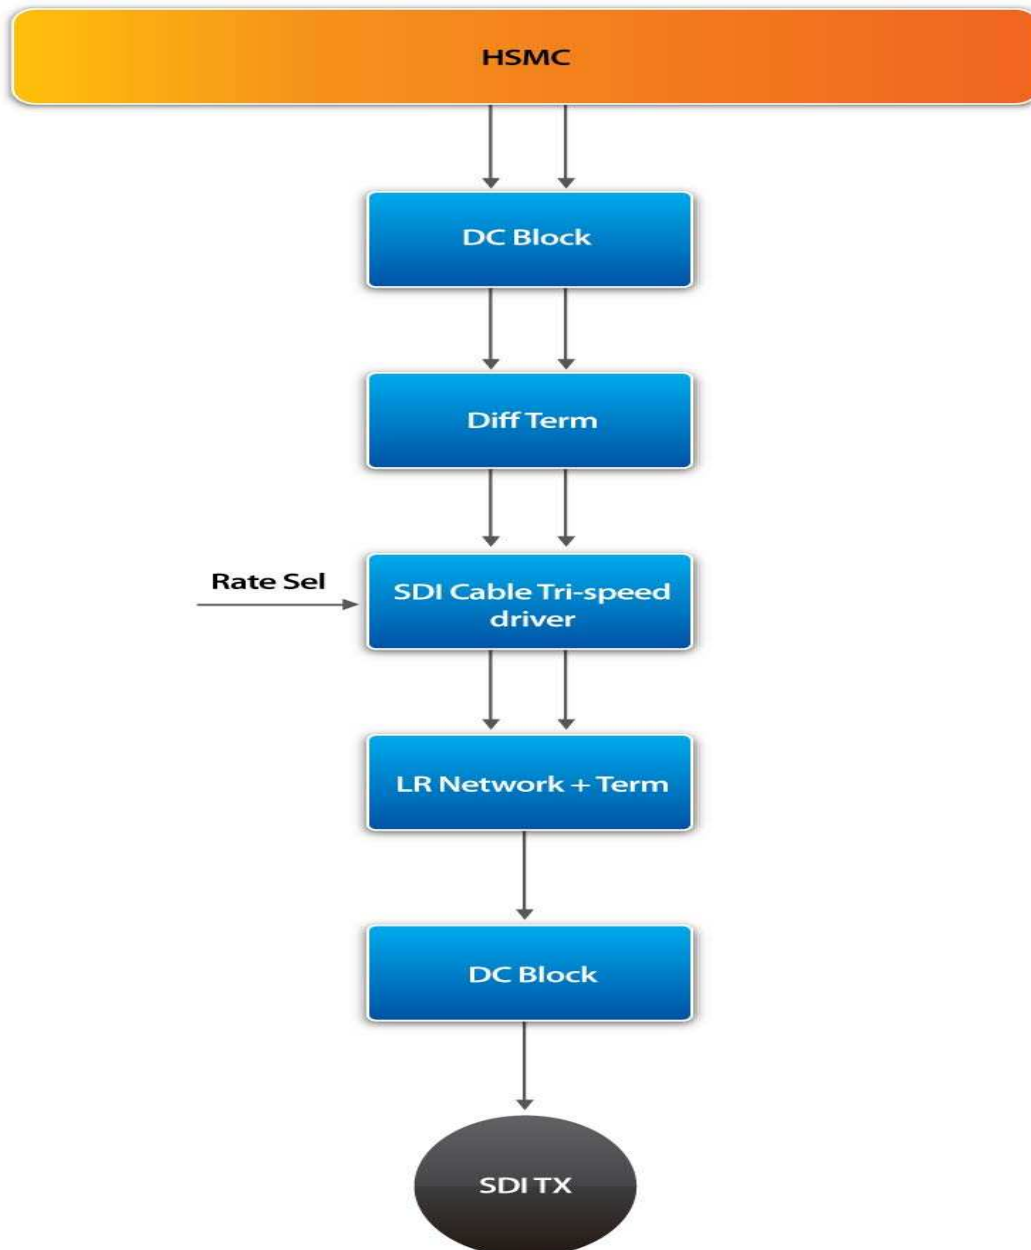 HSMC
DC Block
Diff Term
Rate Sel
SDI Cable Tri-speed
driver
LR Network + Term
DC Block
SDI TX